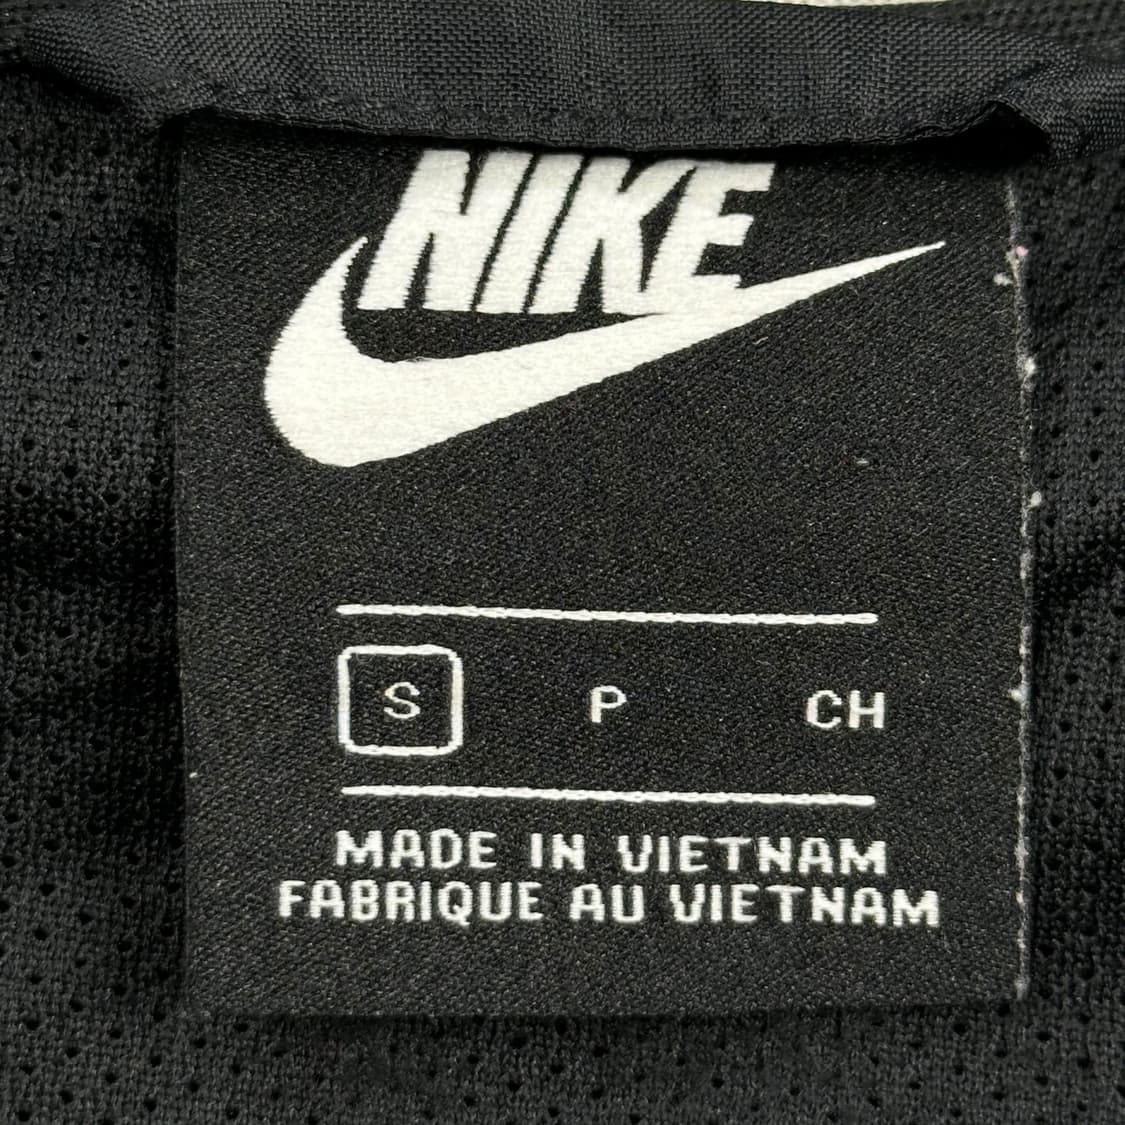 NIKE
S P CH
MADE IN VIETNAM
FABRIQUE AU VIETNAM